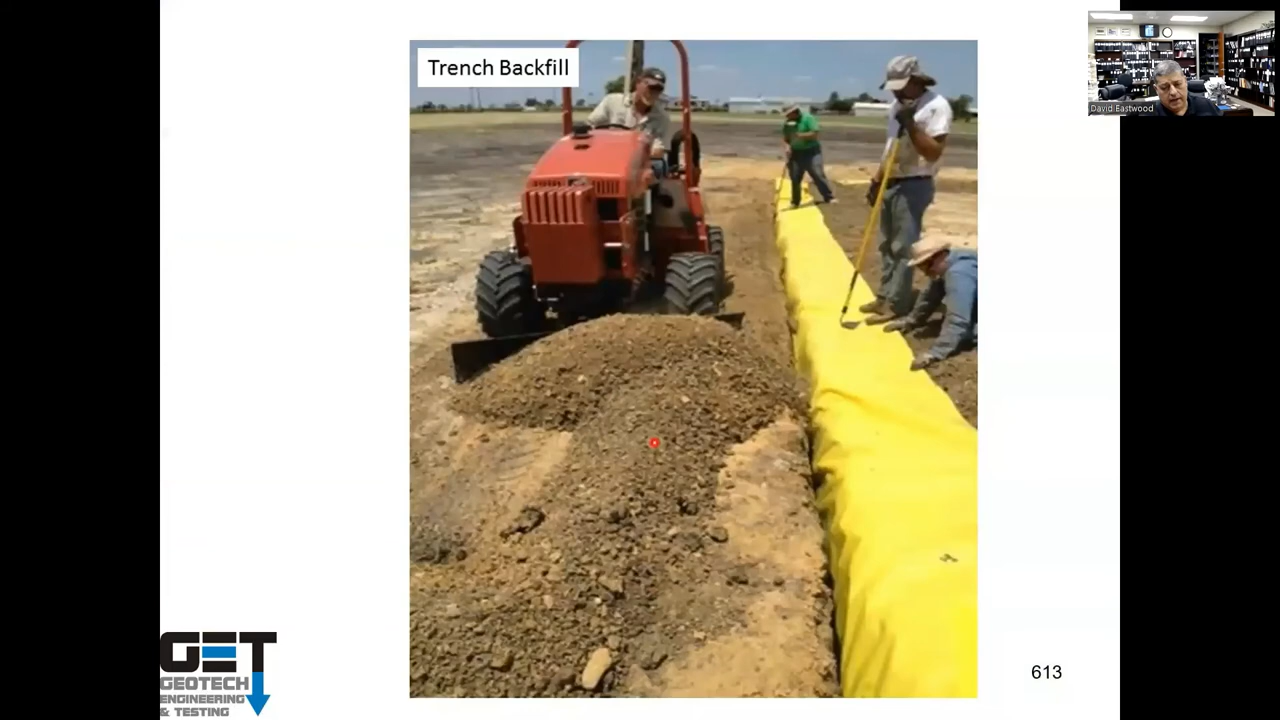 Trench Backfill
David Eastwood
GET
GEOTECH
ENGINEERING
& TESTING
613